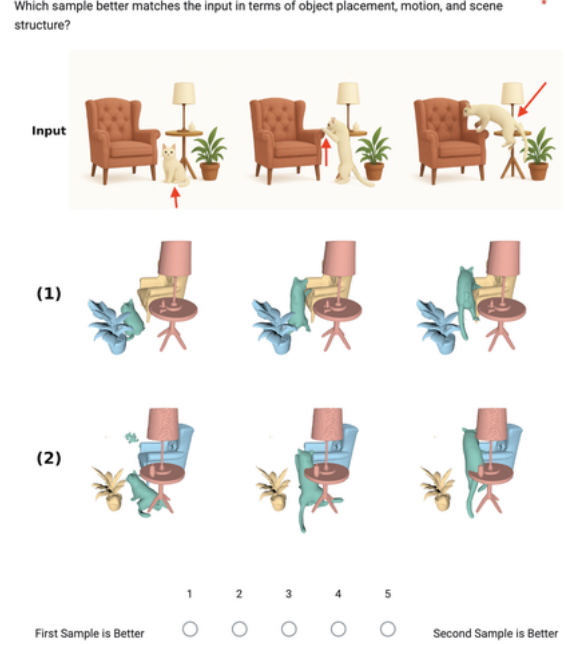 Which sample better matches the input in terms of object placement, motion, and scene
structure?
*
Input
(1)
(2)
1 2 3 4 5
First Sample is Better
Second Sample is Better